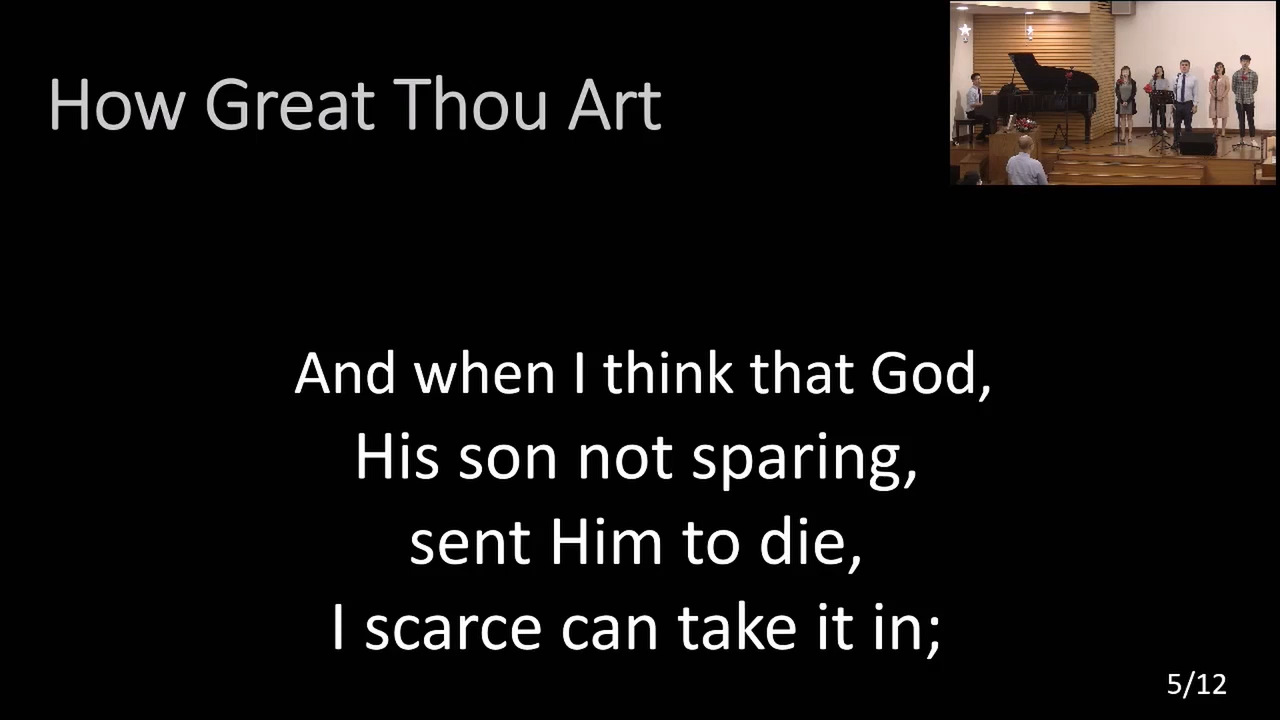 How Great Thou Art
And when I think that God,
His son not sparing,
sent Him to die,
I scarce can take it in;
5/12